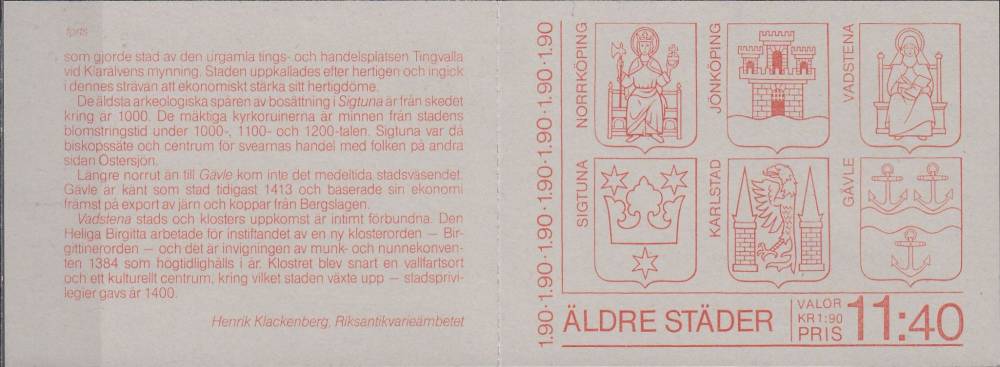 som gjorde stad av den urgamla tings- och handelsplatsen Tingvalla
vid Klarälvens mynning. Staden uppkallades efter hertigen och ingick
i dennes strävan att ekonomiskt stärka sitt hertigdöme.
De äldsta arkeologiska spåren av bosättning i Sigtuna är från skedet
kring år 1000. De mäktiga kyrkoruinerna är minnen från stadens
blomstringstid under 1000-, 1100- och 1200-talen. Sigtuna var då
biskopssäte och centrum för svearnas handel med folken på andra
sidan Östersjön.
Längre norrut än till Gävle kom inte det medeltida stadsväsendet.
Gävle är känt som stad tidigast 1413 och baserade sin ekonomi
främst på export av järn och koppar från Bergslagen.
Vadstena stads och klosters uppkomst är intimt förbundna. Den
Heliga Birgitta arbetade för instiftandet av en ny klosterorden – Bir-
gittinerorden – och det är invigningen av munk- och nunnekonven-
ten 1384 som högtidlighålls i år. Klostret blev snart en vallfartsort
och ett kulturellt centrum, kring vilket staden växte upp – stadsprivi-
legier gavs år 1400.
Henrik Klackenberg, Riksantikvarieämbetet
1.90·1.90·1.90·1.90·1.90·1.90
NORRKÖPING
JÖNKÖPING
VADSTENA
SIGTUNA
KARLSTAD
GÄVLE
ÄLDRE STÄDER
VALÖR
KR 1:90
PRIS
11:40